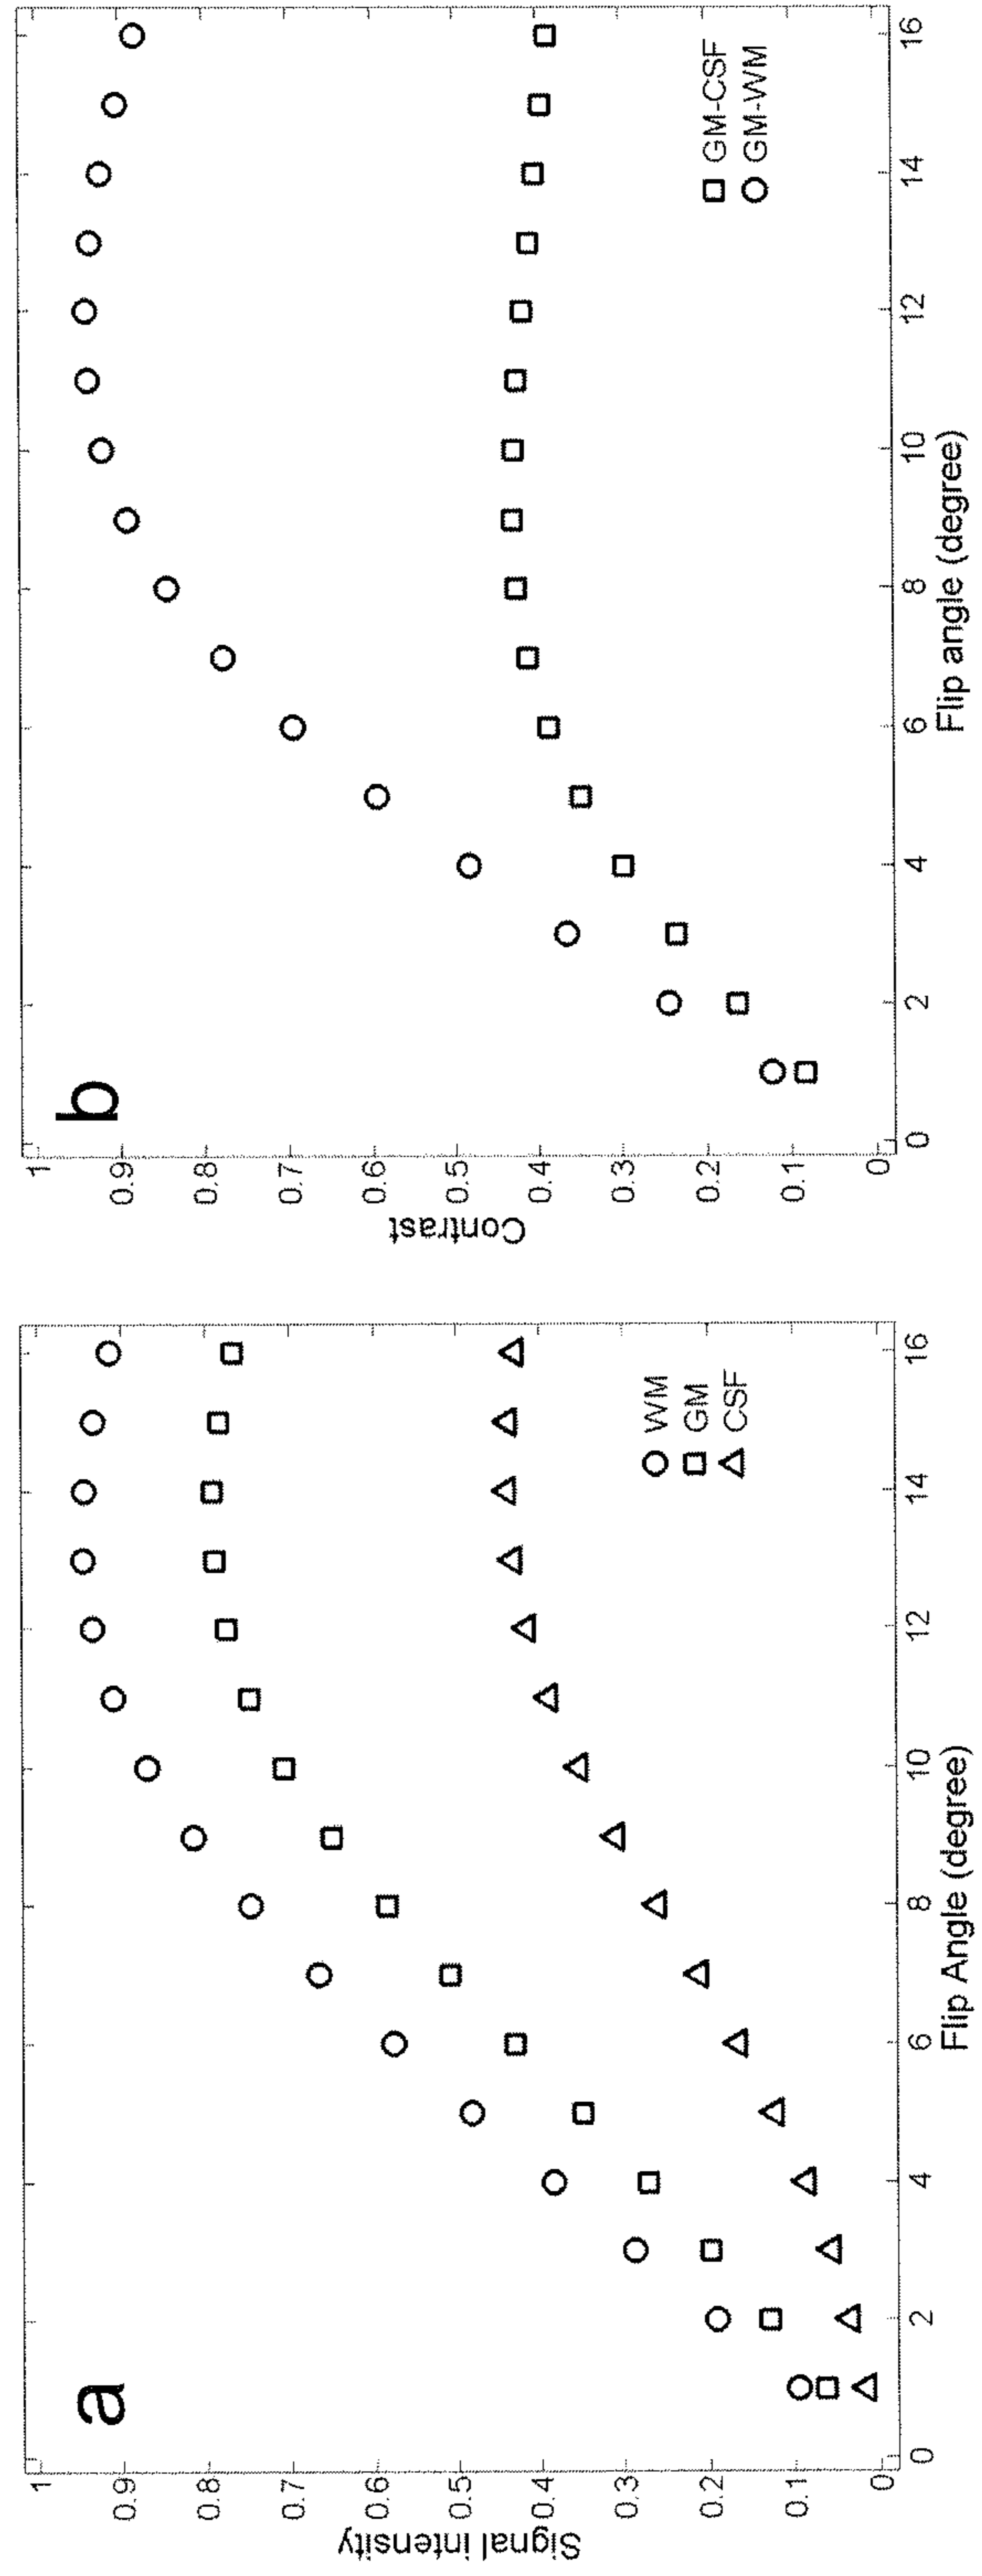 a
Signal intensity
1
0.9
0.8
0.7
0.6
0.5
0.4
0.3
0.2
0.1
0
0 2 4 6 8 10 12 14 16
Flip Angle (degree)
WM
GM
CSF
b
Contrast
1
0.9
0.8
0.7
0.6
0.5
0.4
0.3
0.2
0.1
0
0 2 4 6 8 10 12 14 16
Flip angle (degree)
GM-CSF
GM-WM